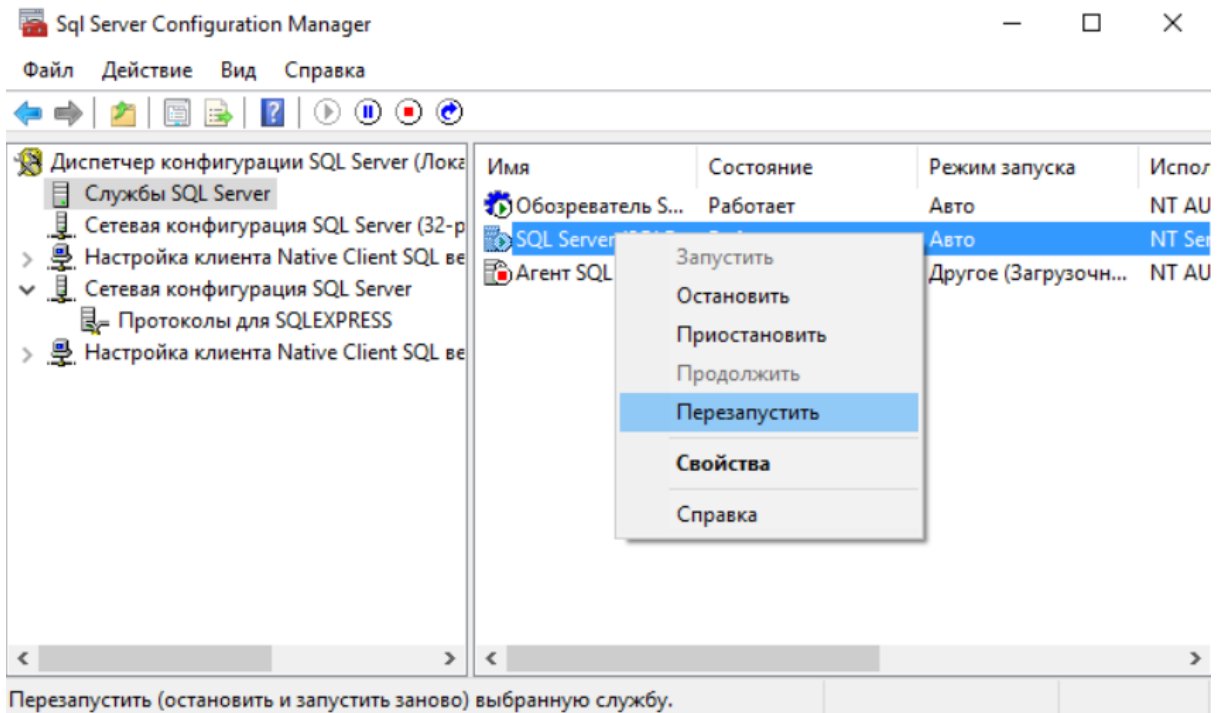 Sql Server Configuration Manager
Файл Действие Вид Справка
Диспетчер конфигурации SQL Server (Лока
Службы SQL Server
Сетевая конфигурация SQL Server (32-р
Настройка клиента Native Client SQL ве
Сетевая конфигурация SQL Server
Протоколы для SQLEXPRESS
Настройка клиента Native Client SQL ве
Имя Состояние Режим запуска Испол
Обозреватель S... Работает Авто NT AU
SQL Server Авто NT Ser
Агент SQL Другое (Загрузочн... NT AU
Запустить
Остановить
Приостановить
Продолжить
Перезапустить
Свойства
Справка
Перезапустить (остановить и запустить заново) выбранную службу.